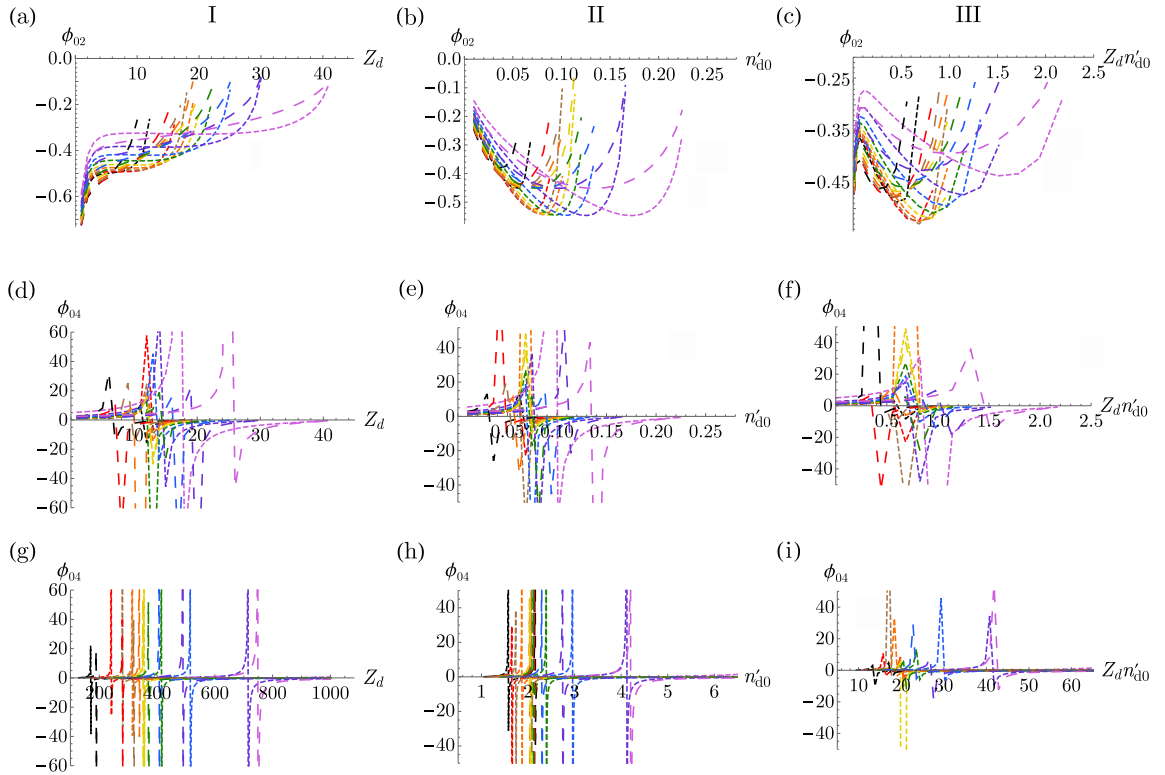 I II III
(a) (b) (c)
ϕ02 ϕ02 ϕ02
0.0 10 20 30 40 Zd
−0.2
−0.4
−0.6
0.0 0.05 0.10 0.15 0.20 0.25 n′d0
−0.1
−0.2
−0.3
−0.4
−0.5
0.5 1.0 1.5 2.0 2.5 Zdn′d0
−0.25
−0.35
−0.45
(d) (e) (f)
ϕ04 ϕ04 ϕ04
60
40
20
0 10 20 30 40 Zd
−20
−40
−60
40
20
0 0.05 0.10 0.15 0.20 0.25 n′d0
−20
−40
40
20
0 0.5 1.0 1.5 2.0 2.5 Zdn′d0
−20
−40
(g) (h) (i)
ϕ04 ϕ04 ϕ04
60
40
20
0 200 400 600 800 1000 Zd
−20
−40
−60
40
20
0 1 2 3 4 5 6 n′d0
−20
−40
40
20
0 10 20 30 40 50 60 Zdn′d0
−20
−40